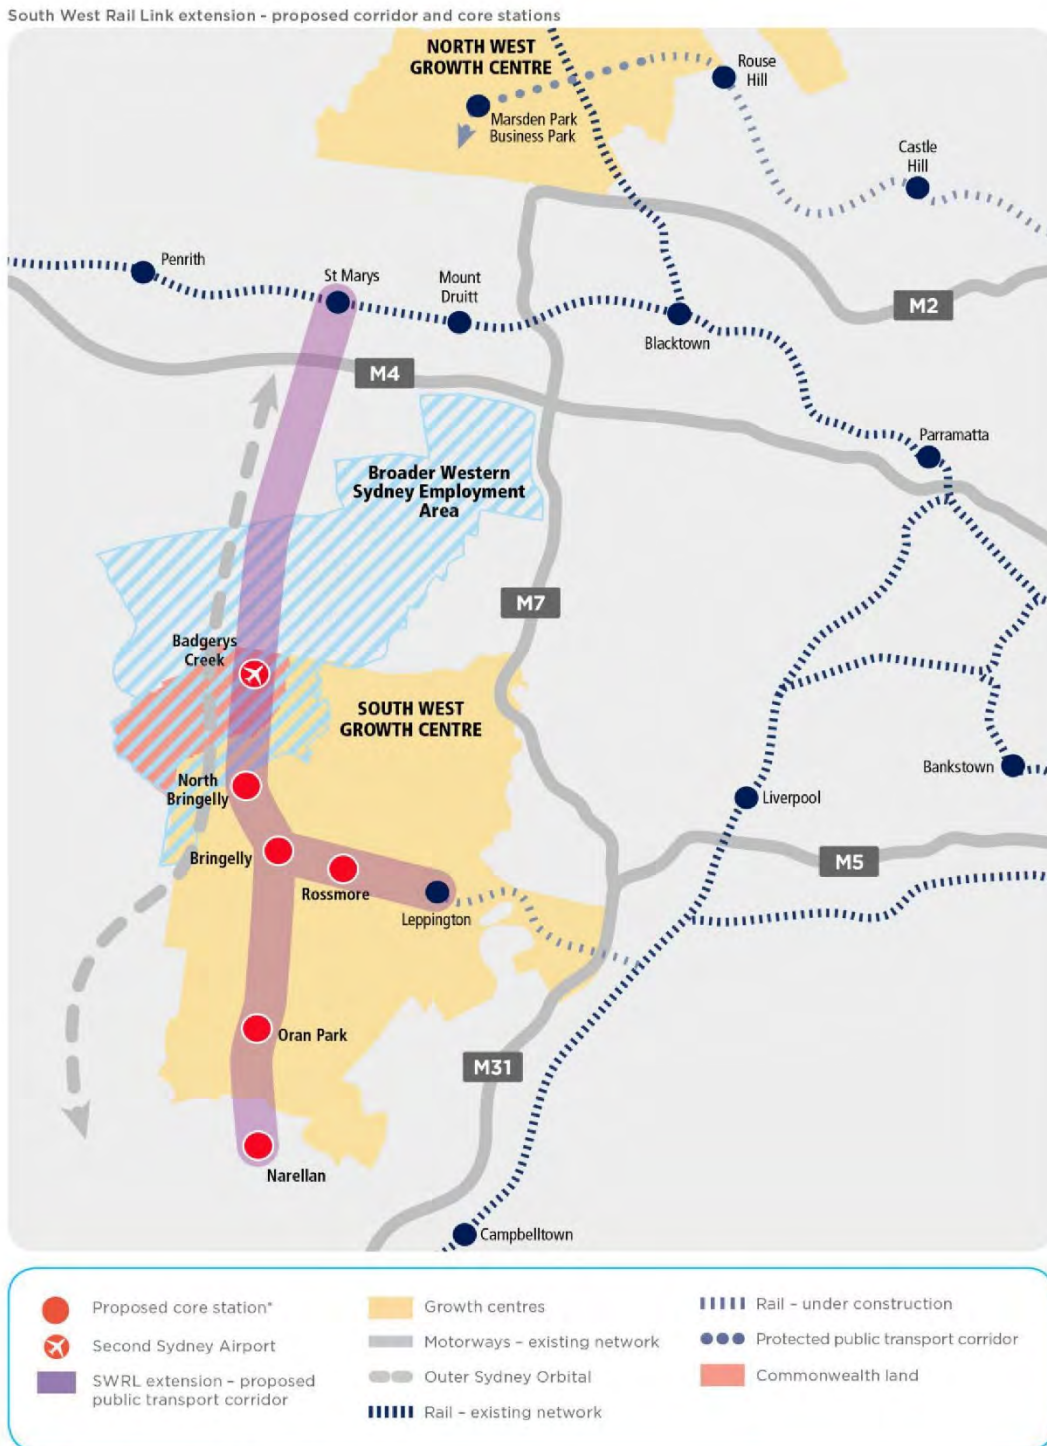 South West Rail Link extension - proposed corridor and core stations
NORTH WEST
GROWTH CENTRE
Rouse
Hill
Marsden Park
Business Park
Castle
Hill
Penrith
St Marys
Mount
Druitt
Blacktown
M2
M4
Parramatta
Broader Western
Sydney Employment
Area
M7
Badgerys
Creek
SOUTH WEST
GROWTH CENTRE
North
Bringelly
Bankstown
Liverpool
Bringelly
Rossmore
M5
Leppington
Oran Park
M31
Narellan
Campbelltown
Proposed core station*
Second Sydney Airport
SWRL extension – proposed
public transport corridor
Growth centres
Motorways – existing network
Outer Sydney Orbital
Rail – existing network
Rail – under construction
Protected public transport corridor
Commonwealth land